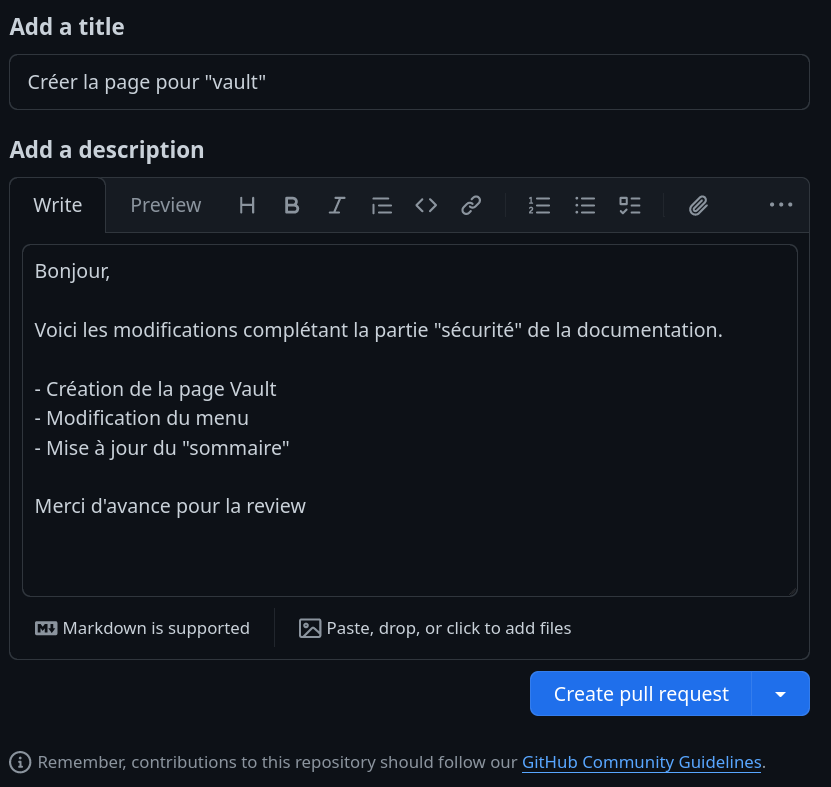 Add a title
Créer la page pour "vault"
Add a description
Write Preview
Bonjour,
Voici les modifications complétant la partie "sécurité" de la documentation.
- Création de la page Vault
- Modification du menu
- Mise à jour du "sommaire"
Merci d'avance pour la review
Markdown is supported Paste, drop, or click to add files
Create pull request
Remember, contributions to this repository should follow our GitHub Community Guidelines.